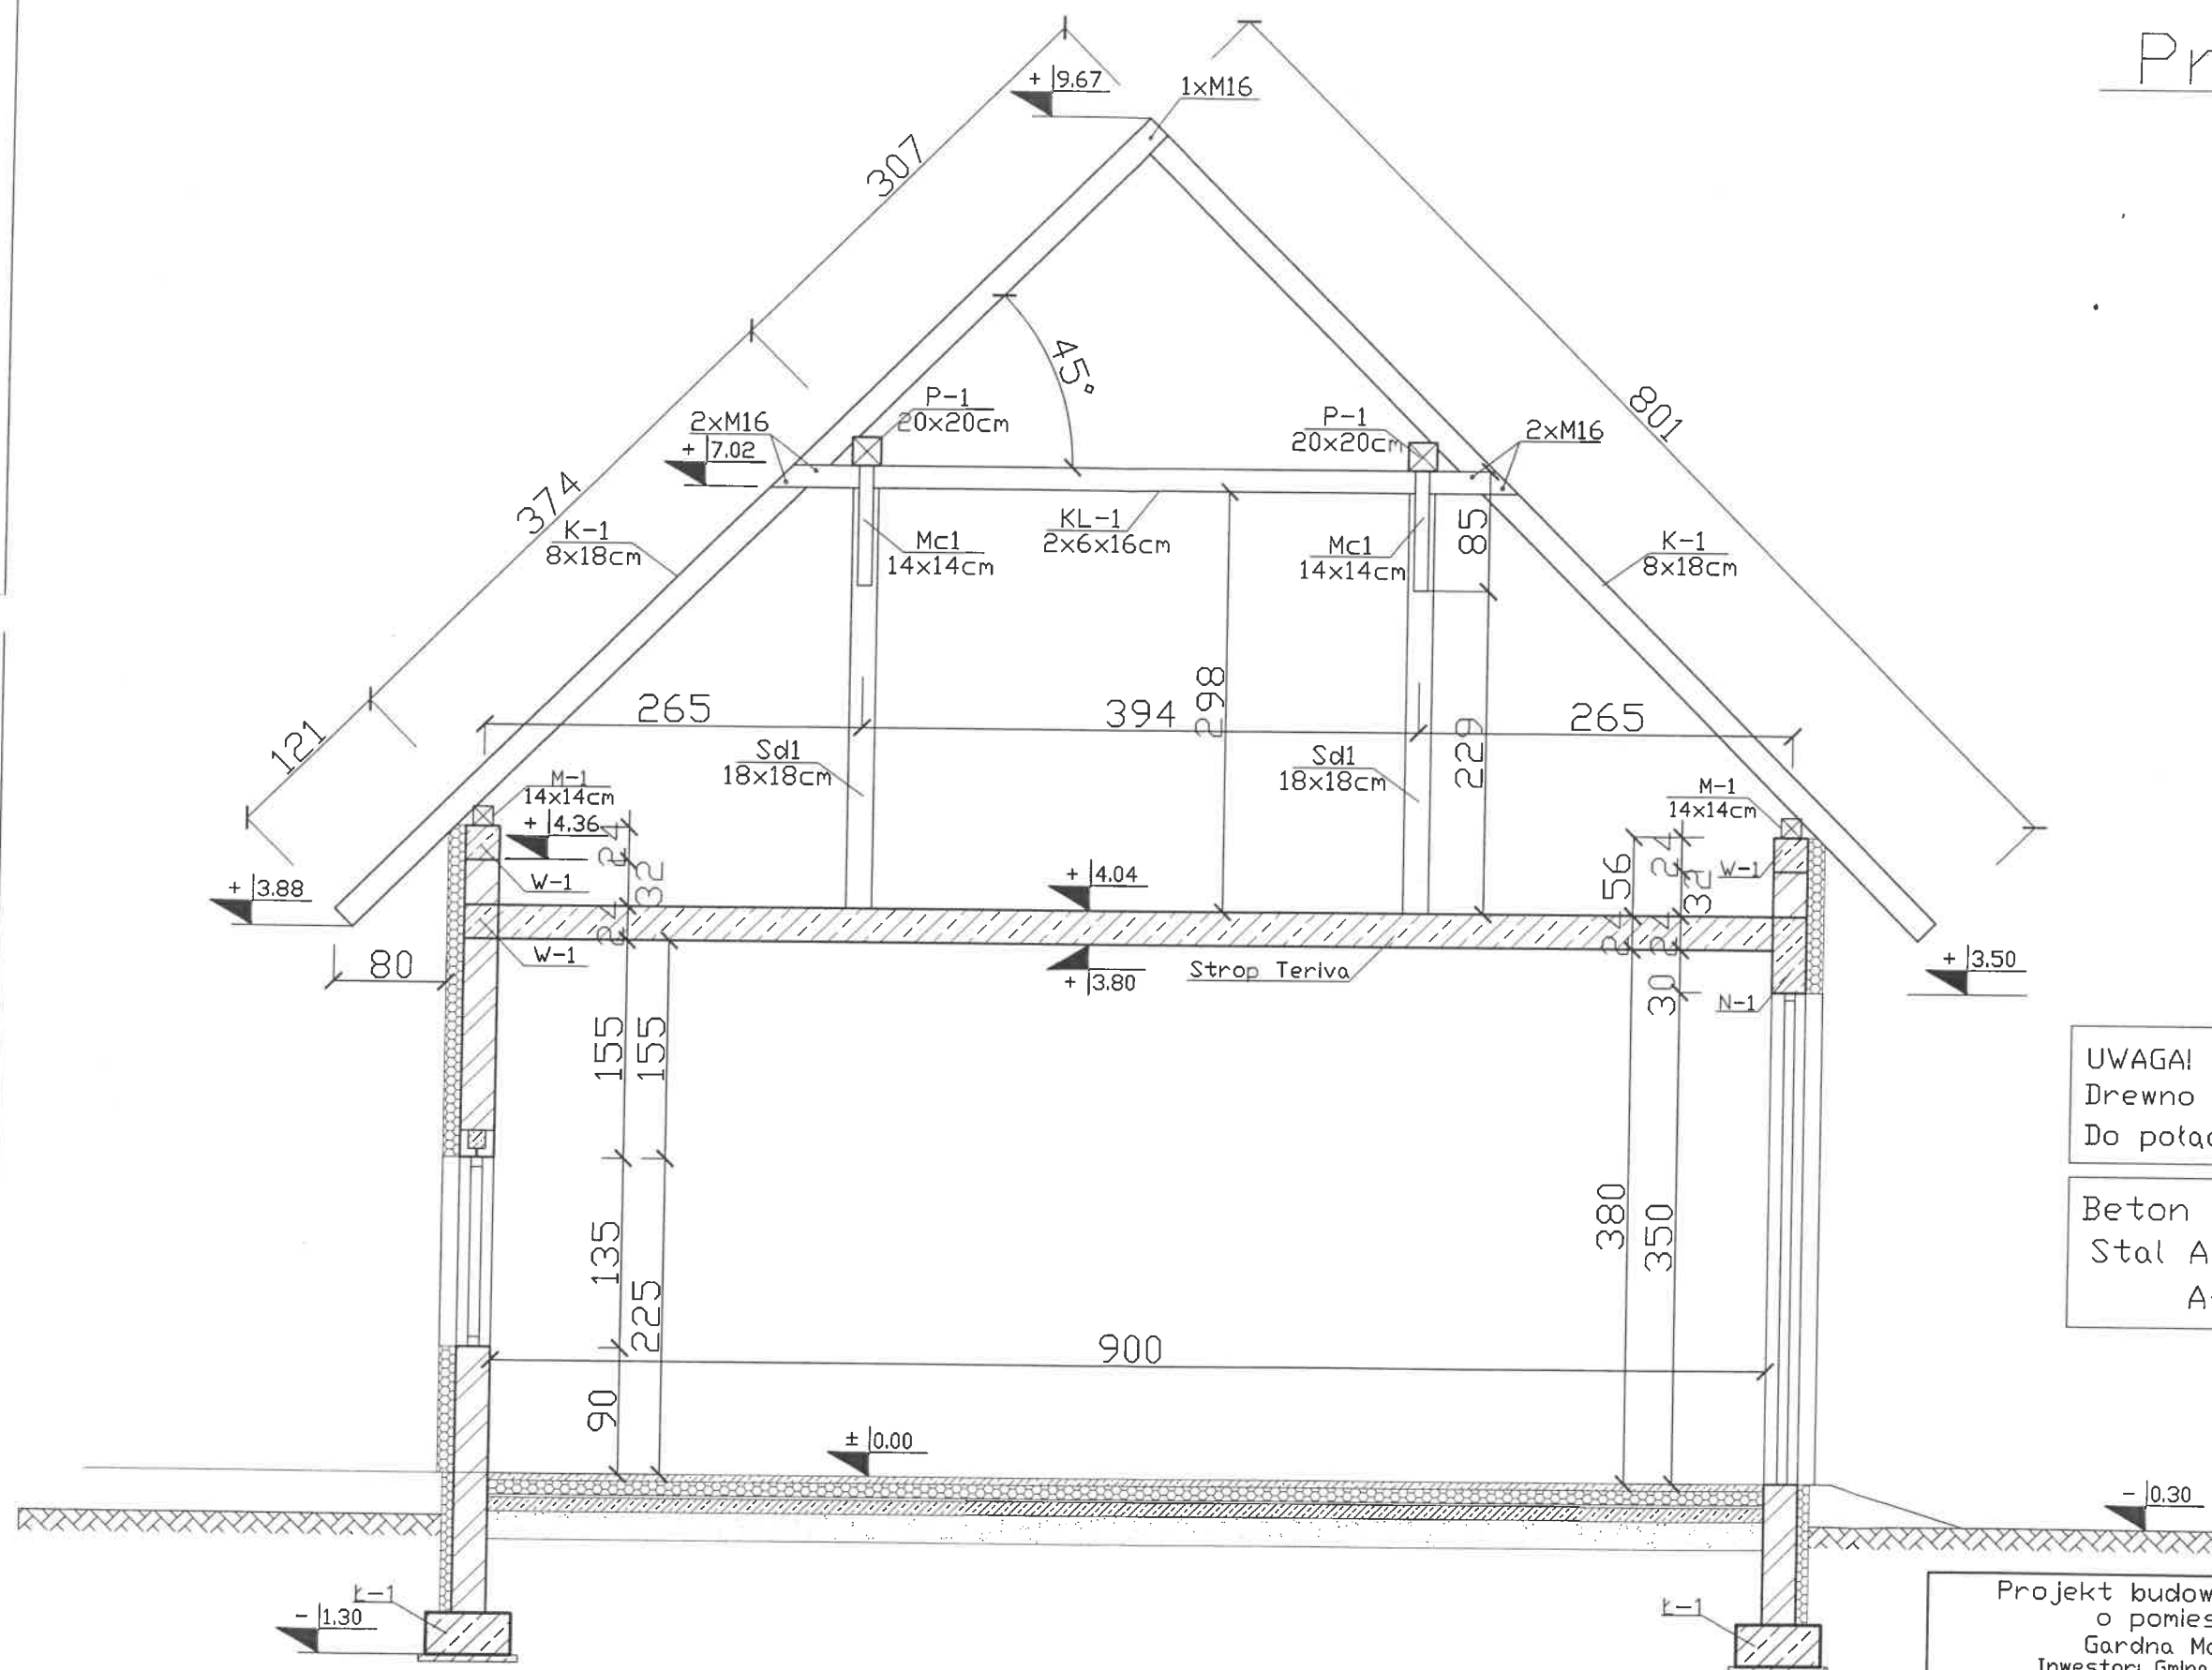 Pr
+ 9.67
1xM16
307
801
45°
P-1
20x20cm
P-1
20x20cm
2xM16
2xM16
+ 7.02
374
K-1
8x18cm
KL-1
2x6x16cm
Mc1
14x14cm
Mc1
14x14cm
85
K-1
8x18cm
298
265
394
265
121
229
Sd1
18x18cm
Sd1
18x18cm
M-1
14x14cm
M-1
14x14cm
+ 4.36
24
32
24
+ 3.88
W-1
W-1
+ 4.04
56
24
24
32
24
W-1
80
Strop Teriva
+ 3.80
30
N-1
+ 3.50
155
155
UWAGA!
Drewno
Do połą
380
350
Beton
Stal A
A-
135
225
900
90
± 0.00
- 0.30
Ł-1
Ł-1
- 1.30
Projekt budow
o pomies
Gardna
Inwestor: Gmina